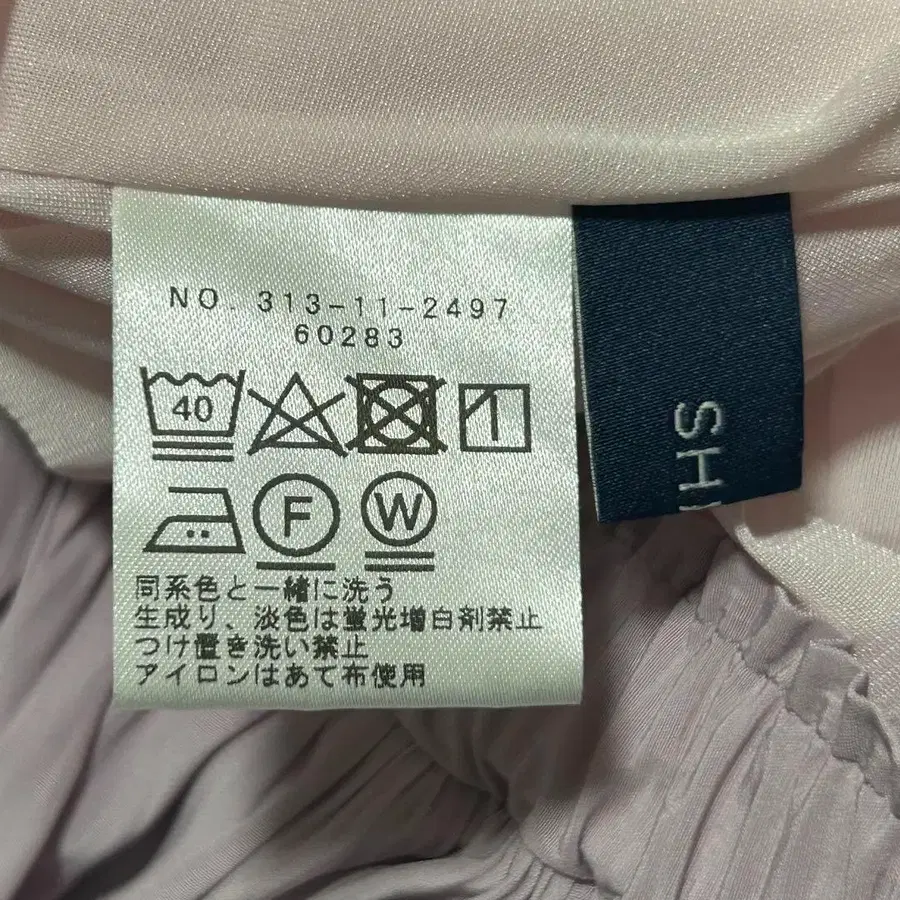 NO. 313-11-2497
60283
40
F
W
同系色と一緒に洗う
生成り、淡色は蛍光増白剤禁止
つけ置き洗い禁止
アイロンはあて布使用
SH